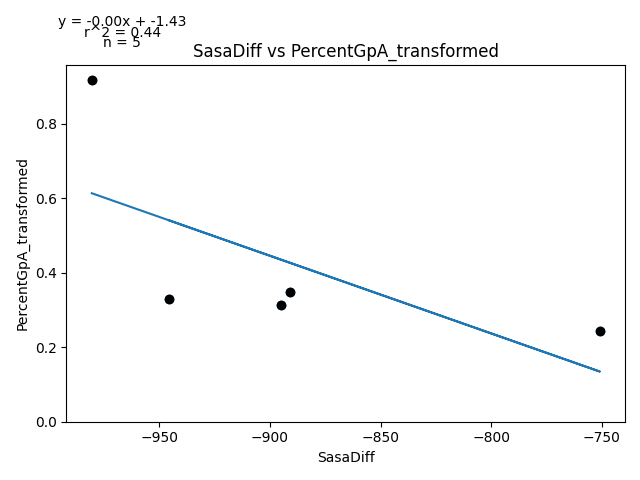 y = -0.00x + -1.43
r^2 = 0.44
n = 5
SasaDiff vs PercentGpA_transformed
PercentGpA_transformed
0.8
0.6
0.4
0.2
0.0
−950
−900
−850
−800
−750
SasaDiff